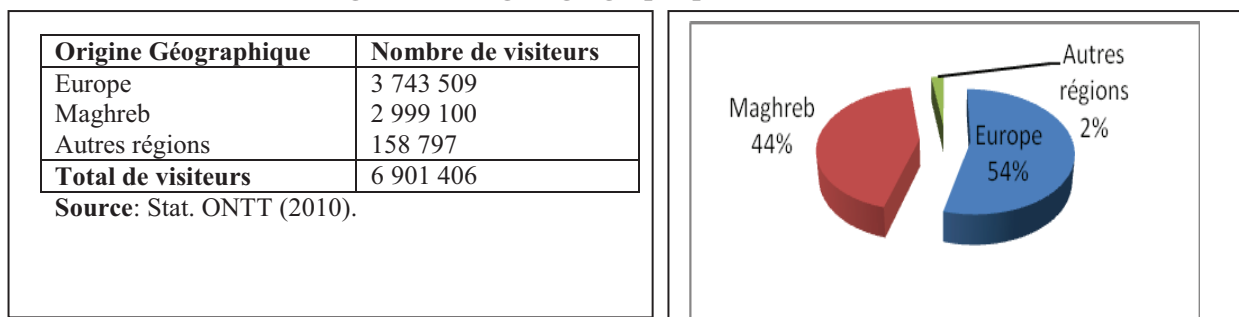 Origine Géographique Nombre de visiteurs
Europe 3 743 509
Maghreb 2 999 100
Autres régions 158 797
Total de visiteurs 6 901 406
Source: Stat. ONTT (2010).
Autres
régions
2%
Maghreb
44%
Europe
54%